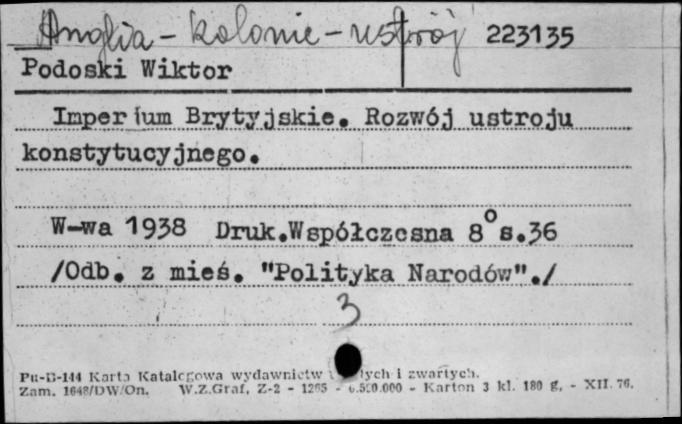 Anglia - kolonie - ustrój 223135
Podoski Wiktor
Imperium Brytyjskie. Rozwój ustroju
konstytucyjnego.
W-wa 1938 Druk.Współczesna 8° s.36
/Odb. z mieś. "Polityka Narodów"./
3
Pu-B-144 Karta Katalogowa wydawnictw i zwartych.
Zam. 1648/DW/On. W.Z.Graf, Z-2 - 1265 - 6.500.000 - Karton 3 kl. 180 g. - XII. 76.